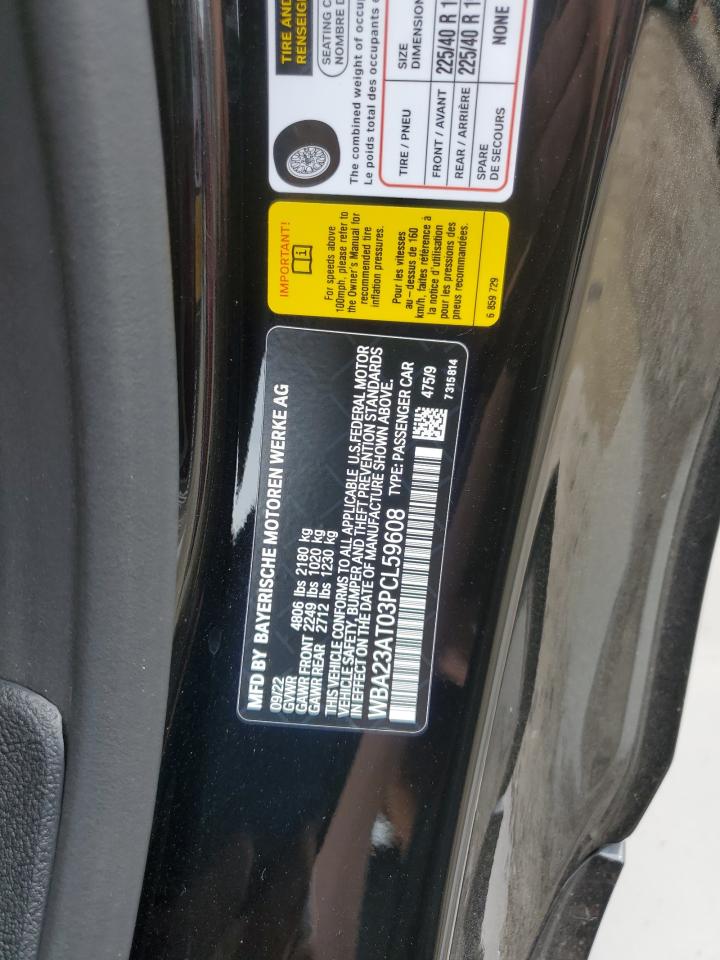 MFD BY BAYERISCHE MOTOREN WERKE AG
09/22
GVWR 4806 lbs 2180 kg
GAWR FRONT 2249 lbs 1020 kg
GAWR REAR 2712 lbs 1230 kg
THIS VEHICLE CONFORMS TO ALL APPLICABLE U.S.FEDERAL MOTOR
VEHICLE SAFETY, BUMPER AND THEFT PREVENTION STANDARDS
IN EFFECT ON THE DATE OF MANUFACTURE SHOWN ABOVE.
WBA23AT03PCL59608 TYPE: PASSENGER CAR
475/9
7 315 814
IMPORTANT!
For speeds above
100mph, please refer to
the Owner's Manual for
recommended tire
inflation pressures.
Pour les vitesses
au-dessus de 160
km/h, faites référence à
la notice d'utilisation
pour les pressions des
pneus recommandées.
6 859 729
TIRE AND
SEATING
NOMBRE
The combined weight of
Le poids total des occupants
TIRE / PNEU SIZE
FRONT / AVANT 225/40 R
REAR / ARRIÈRE 225/40 R
SPARE
DE SECOURS NONE